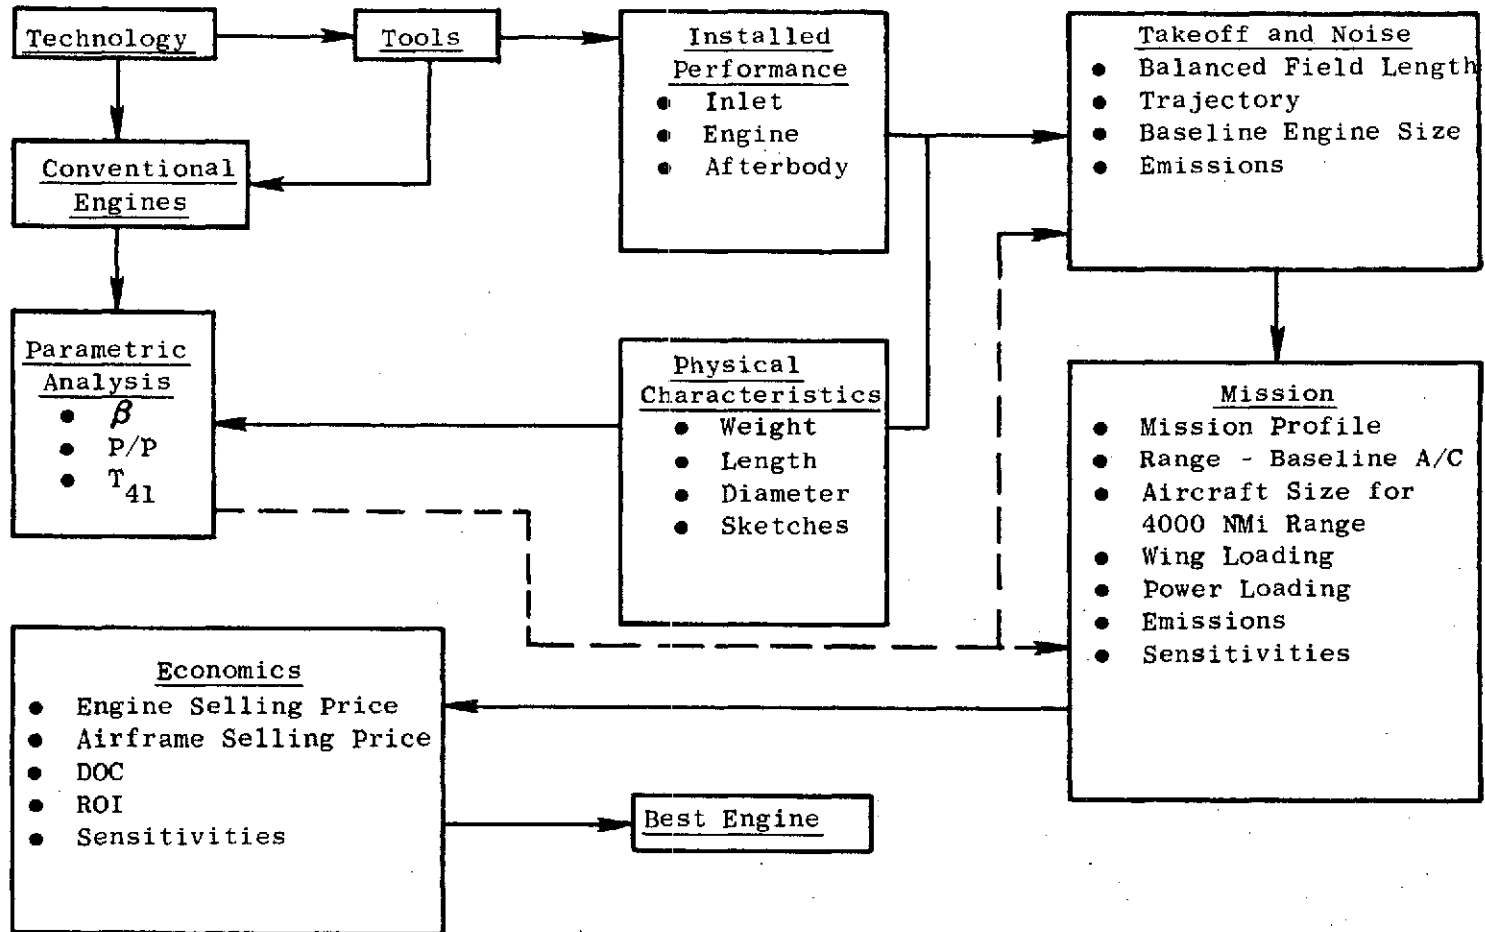 Technology
Tools
Installed
Performance
● Inlet
● Engine
● Afterbody
Takeoff and Noise
● Balanced Field Length
● Trajectory
● Baseline Engine Size
● Emissions
Conventional
Engines
Parametric
Analysis
● β
● P/P
● T41
Physical
Characteristics
● Weight
● Length
● Diameter
● Sketches
Mission
● Mission Profile
● Range - Baseline A/C
● Aircraft Size for
4000 NMi Range
● Wing Loading
● Power Loading
● Emissions
● Sensitivities
Economics
● Engine Selling Price
● Airframe Selling Price
● DOC
● ROI
● Sensitivities
Best Engine